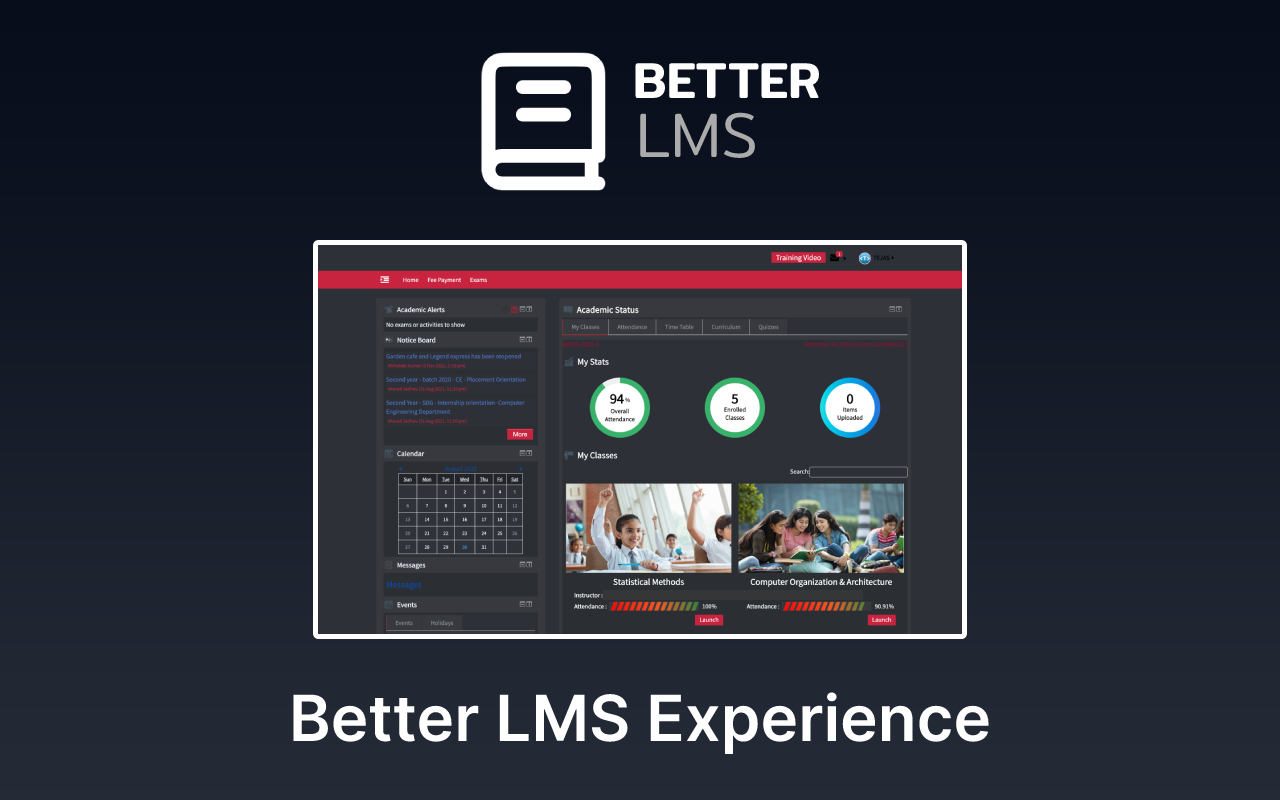 BETTER
LMS
Training Video
Home Fee Payment Exams
Academic Alerts
No exams or activities to show
Notice Board
Garden cafe and Legend express has been reopened
Second year - batch 2020 - CE - Placement Orientation
Second Year - SDG - Internship orientation- Computer
Engineering Department
More
Calendar
August 2023
Sun Mon Tue Wed Thu Fri Sat
1 2 3 4 5
6 7 8 9 10 11 12
13 14 15 16 17 18 19
20 21 22 23 24 25 26
27 28 29 30 31
Messages
Messages
Events
Events Holidays
Academic Status
My Classes Attendance Time Table Curriculum Quizzes
My Stats
94 %
Overall
Attendance
5
Enrolled
Classes
0
Items
Uploaded
My Classes
Search:
Statistical Methods
Instructor :
Attendance : 100%
Launch
Computer Organization & Architecture
Attendance : 90.91%
Launch
Better LMS Experience